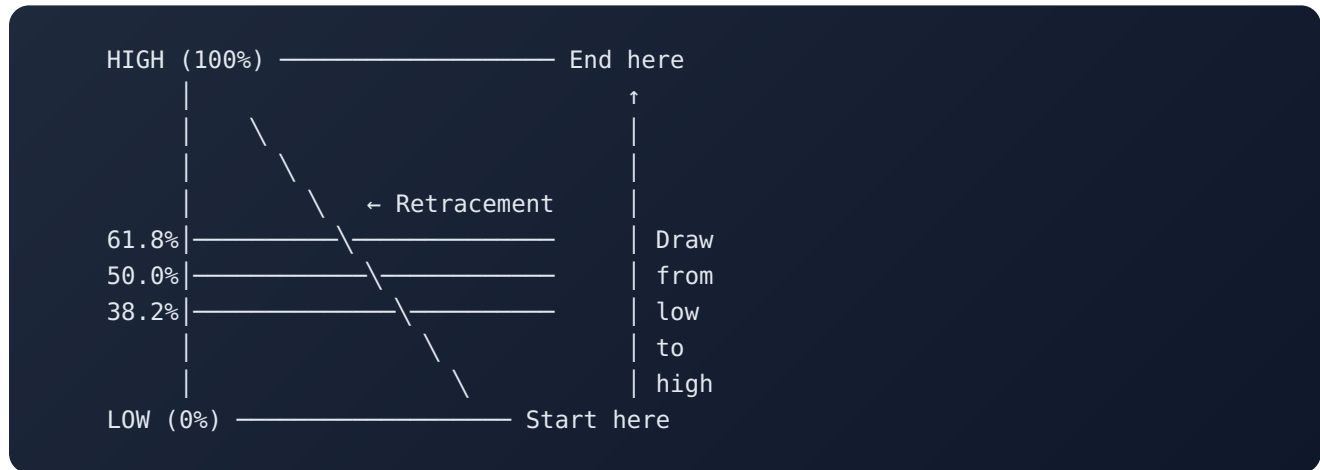 HIGH (100%) ─────────────────── End here
│                              ↑
│    \                         │
│      \                       │
│        \   ← Retracement     │
61.8%│──────────\────────────── │ Draw
50.0%│────────────\──────────── │ from
38.2%│──────────────\────────── │ low
│                \             │ to
│                  \           │ high
LOW (0%) ─────────────────── Start here